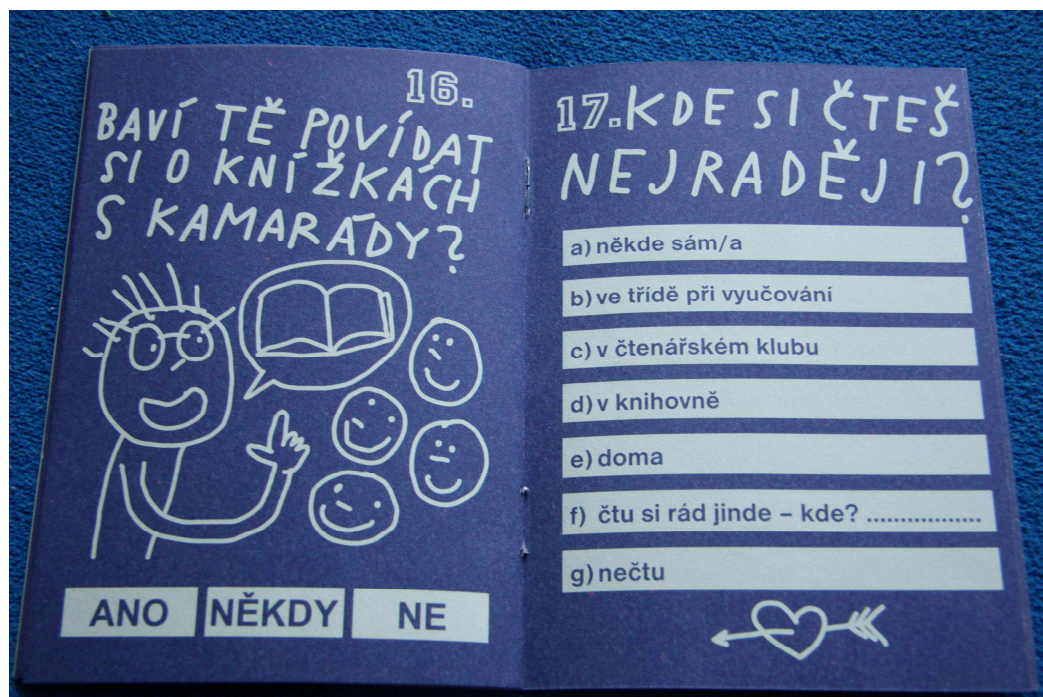 16.
BAVÍ TĚ POVÍDAT
SI O KNÍŽKÁCH
S KAMARÁDY?
ANO NĚKDY NE
17. KDE SI ČTEŠ
NEJRADĚJI?
a) někde sám/a
b) ve třídě při vyučování
c) v čtenářském klubu
d) v knihovně
e) doma
f) čtu si rád jinde – kde? .................
g) nečtu